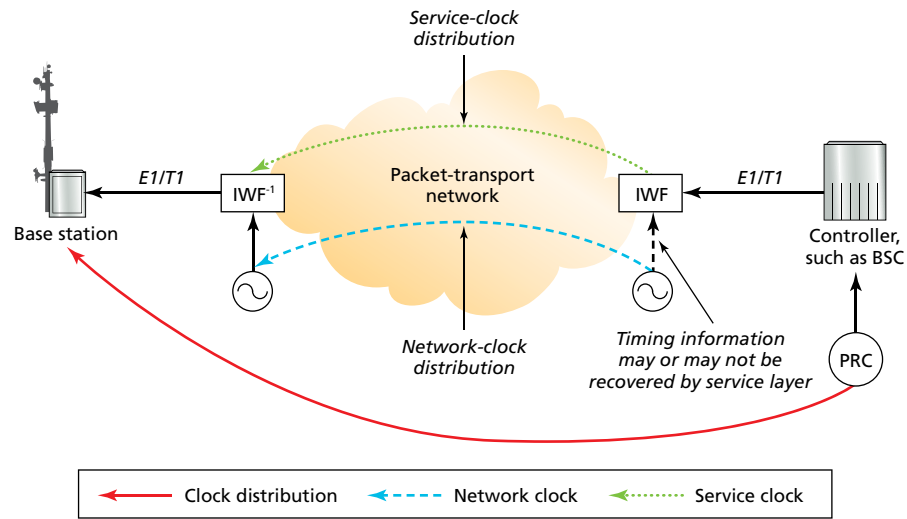 Service-clock
distribution
E1/T1
IWF-1
Packet-transport
network
IWF
E1/T1
Base station
Controller,
such as BSC
Network-clock
distribution
Timing information
may or may not be
recovered by service layer
PRC
Clock distribution
Network clock
Service clock